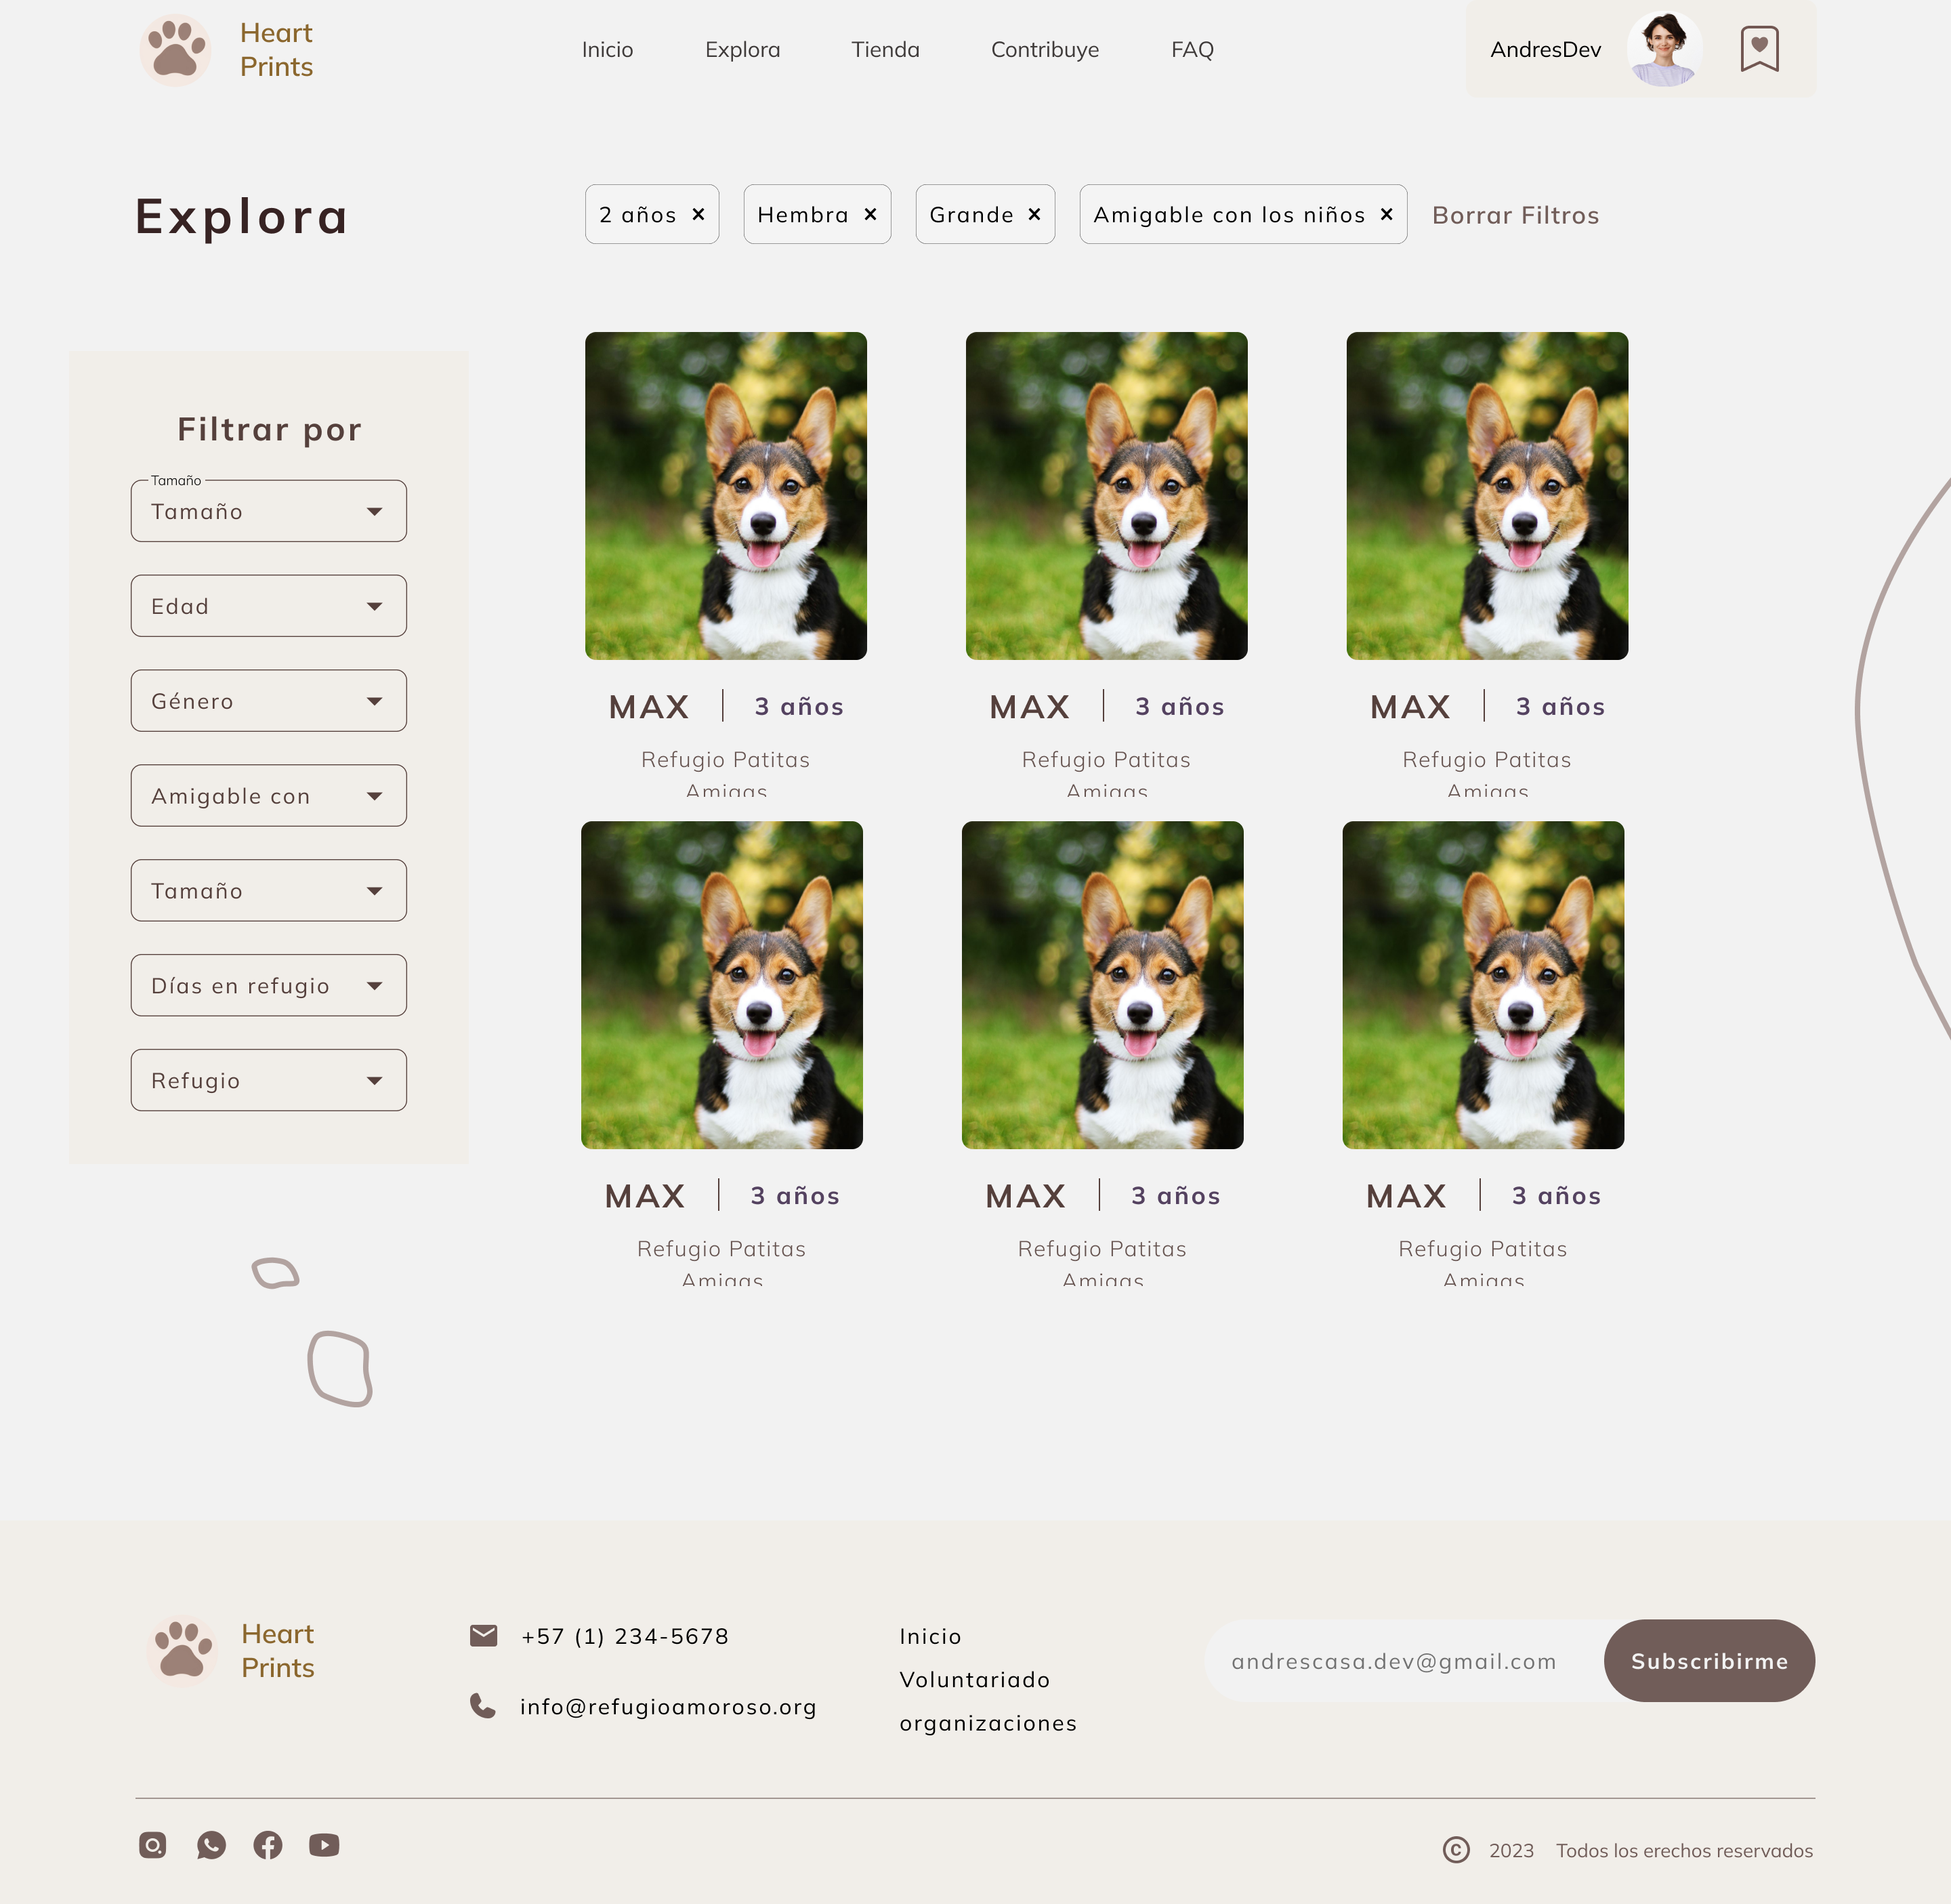 Heart
Prints
Inicio
Explora
Tienda
Contribuye
FAQ
AndresDev
Explora
2 años ×
Hembra ×
Grande ×
Amigable con los niños ×
Borrar Filtros
Filtrar por
Tamaño
Tamaño
Edad
Género
Amigable con
Tamaño
Días en refugio
Refugio
MAX | 3 años
Refugio Patitas
Amigas
MAX | 3 años
Refugio Patitas
Amigas
MAX | 3 años
Refugio Patitas
Amigas
MAX | 3 años
Refugio Patitas
Amigas
MAX | 3 años
Refugio Patitas
Amigas
MAX | 3 años
Refugio Patitas
Amigas
Heart
Prints
+57 (1) 234-5678
info@refugioamoroso.org
Inicio
Voluntariado
organizaciones
andrescasa.dev@gmail.com
Subscribirme
© 2023 Todos los erechos reservados